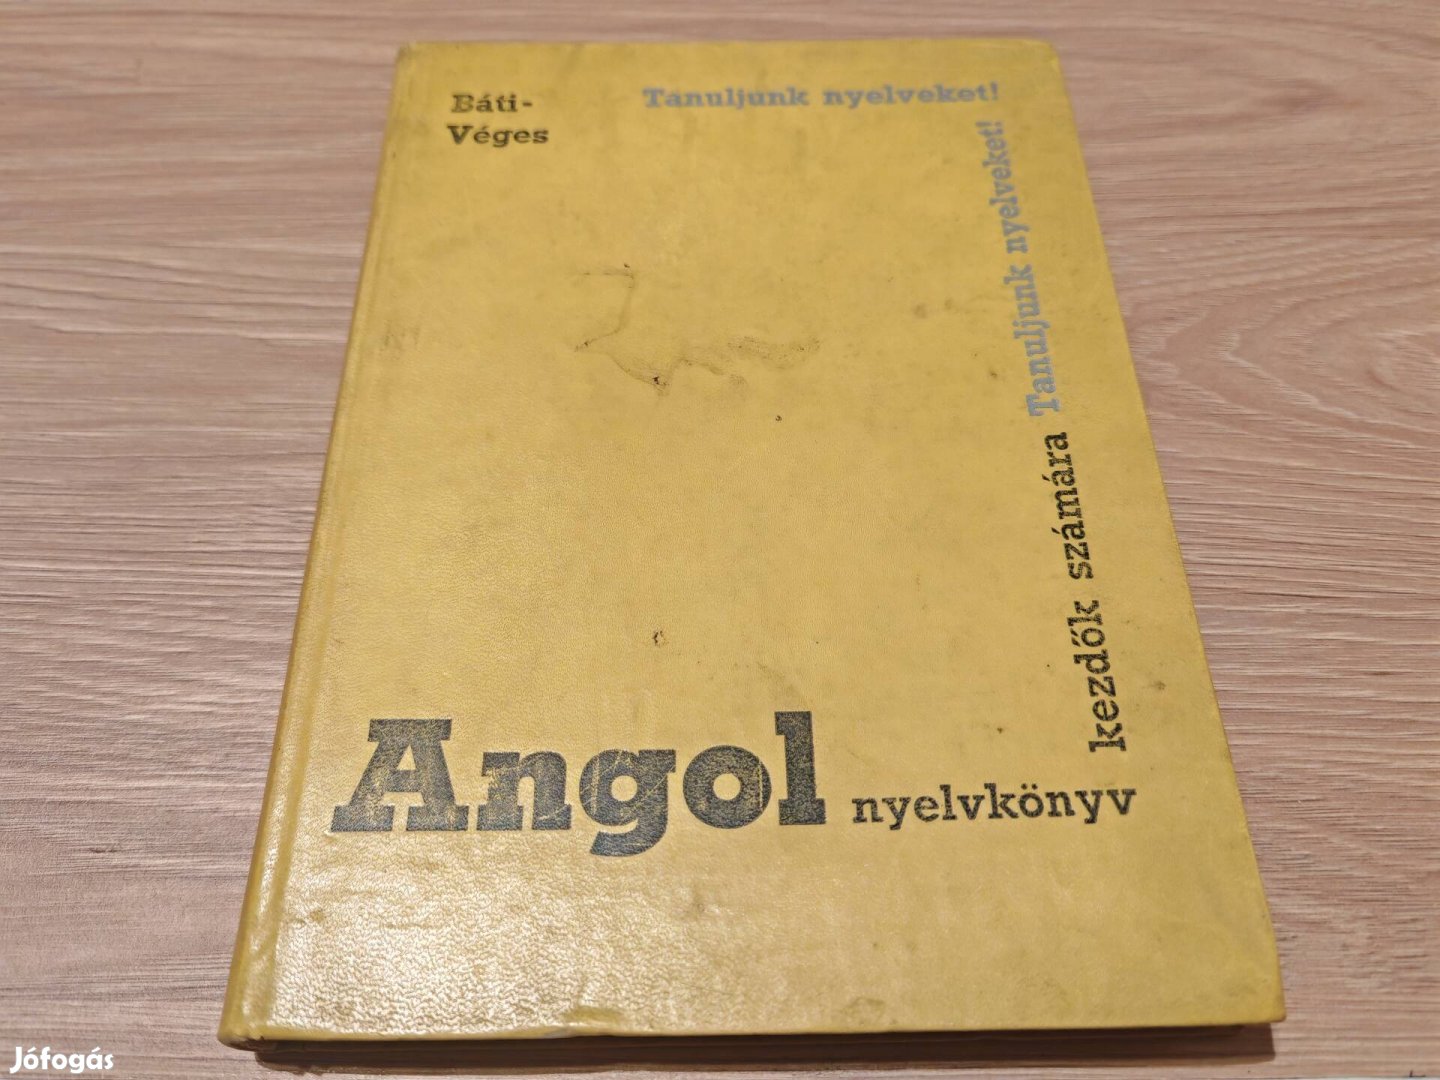 Báti-
Véges
Tanuljunk nyelveket!
Tanuljunk nyelveket!
kezdők számára
Angol nyelvkönyv
Jófogás